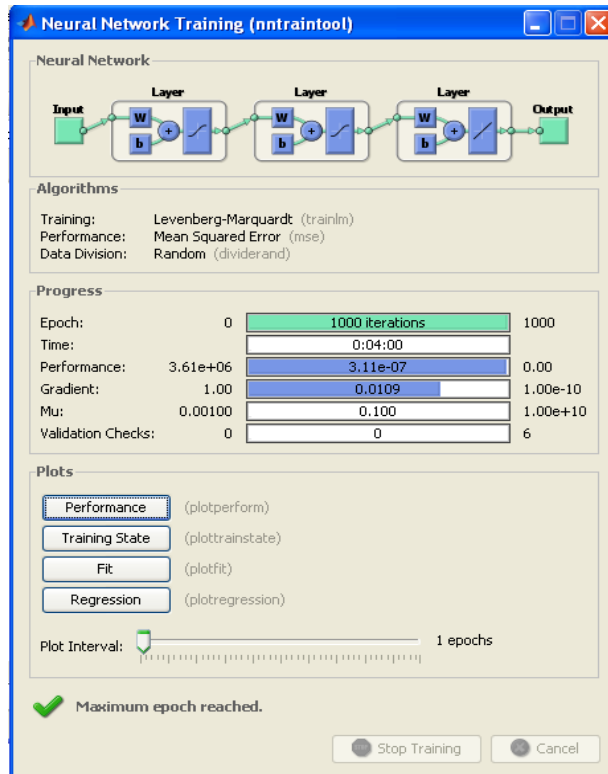 Neural Network Training (nntraintool)
Neural Network
Layer Layer Layer
Input Output
W W W
+ + +
b b b
Algorithms
Training: Levenberg-Marquardt (trainlm)
Performance: Mean Squared Error (mse)
Data Division: Random (dividerand)
Progress
Epoch: 0 1000 iterations 1000
Time: 0:04:00
Performance: 3.61e+06 3.11e-07 0.00
Gradient: 1.00 0.0109 1.00e-10
Mu: 0.00100 0.100 1.00e+10
Validation Checks: 0 0 6
Plots
Performance (plotperform)
Training State (plottrainstate)
Fit (plotfit)
Regression (plotregression)
Plot Interval: 1 epochs
Maximum epoch reached.
Stop Training Cancel